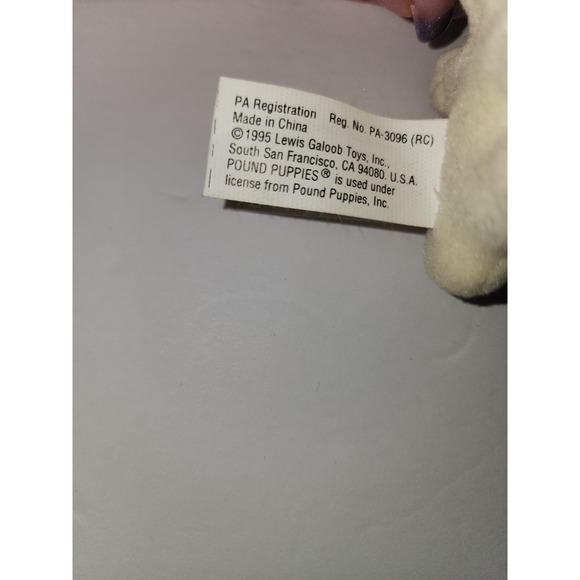 PA Registration Reg. No. PA-3096 (RC)
Made in China
©1995 Lewis Galoob Toys, Inc.,
South San Francisco, CA 94080. U.S.A.
POUND PUPPIES® is used under
license from Pound Puppies, Inc.